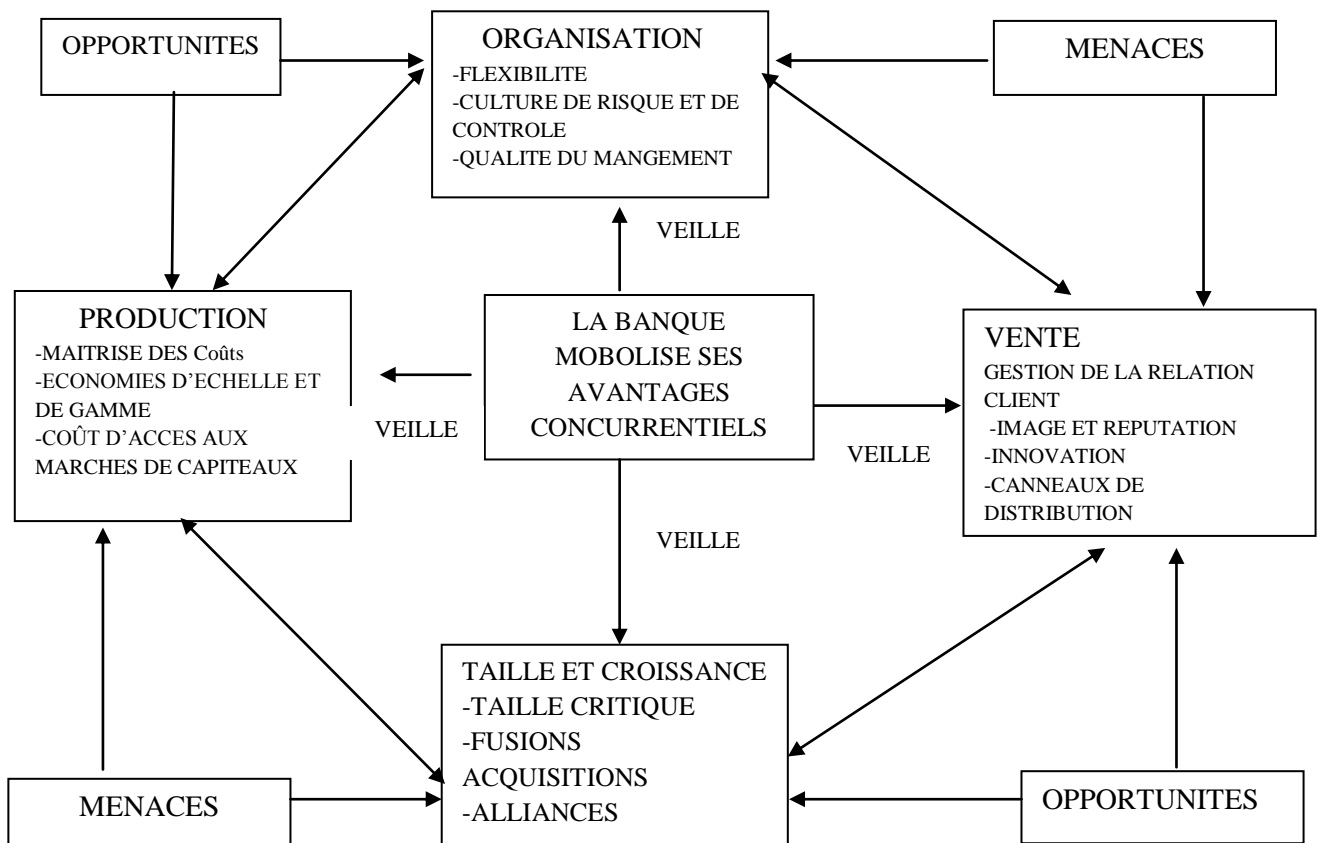 OPPORTUNITES
ORGANISATION
-FLEXIBILITE
-CULTURE DE RISQUE ET DE
CONTROLE
-QUALITE DU MANGEMENT
MENACES
VEILLE
PRODUCTION
-MAITRISE DES Coûts
-ECONOMIES D'ECHELLE ET
DE GAMME
-COÛT D'ACCES AUX
MARCHES DE CAPITEAUX
VEILLE
LA BANQUE
MOBOLISE SES
AVANTAGES
CONCURRENTIELS
VEILLE
VENTE
GESTION DE LA RELATION
CLIENT
-IMAGE ET REPUTATION
-INNOVATION
-CANNEAUX DE
DISTRIBUTION
VEILLE
MENACES
TAILLE ET CROISSANCE
-TAILLE CRITIQUE
-FUSIONS
ACQUISITIONS
-ALLIANCES
OPPORTUNITES